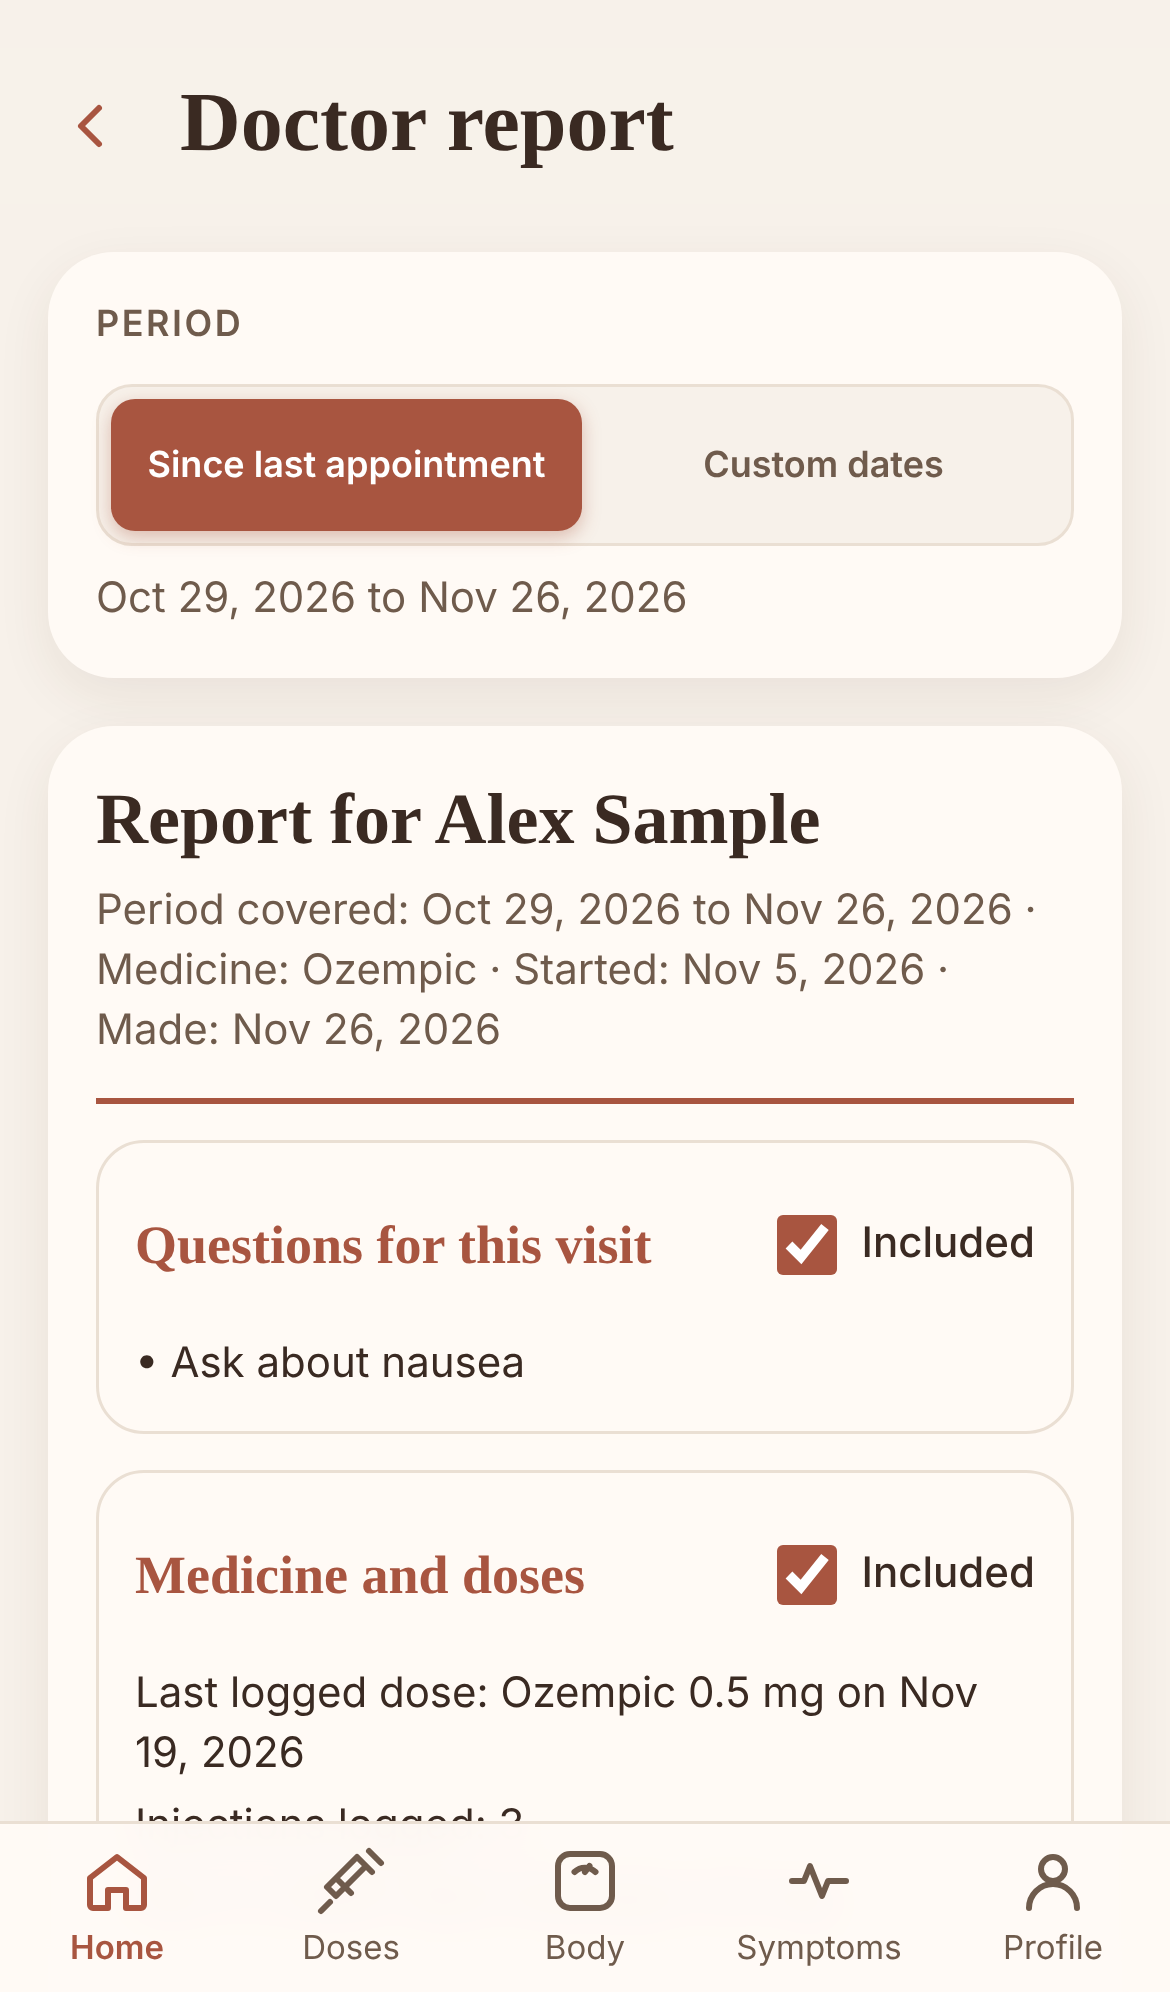 Doctor report
PERIOD
Since last appointment
Custom dates
Oct 29, 2026 to Nov 26, 2026
Report for Alex Sample
Period covered: Oct 29, 2026 to Nov 26, 2026 ·
Medicine: Ozempic · Started: Nov 5, 2026 ·
Made: Nov 26, 2026
Questions for this visit
Included
• Ask about nausea
Medicine and doses
Included
Last logged dose: Ozempic 0.5 mg on Nov
19, 2026
Injections logged:
Home
Doses
Body
Symptoms
Profile